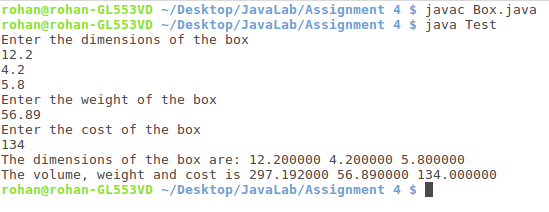 rohan@rohan-GL553VD ~/Desktop/JavaLab/Assignment 4 $ javac Box.java
rohan@rohan-GL553VD ~/Desktop/JavaLab/Assignment 4 $ java Test
Enter the dimensions of the box
12.2
4.2
5.8
Enter the weight of the box
56.89
Enter the cost of the box
134
The dimensions of the box are: 12.200000 4.200000 5.800000
The volume, weight and cost is 297.192000 56.890000 134.000000
rohan@rohan-GL553VD ~/Desktop/JavaLab/Assignment 4 $